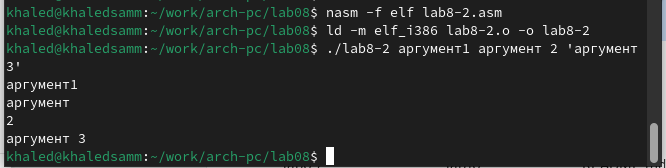 khaled@khaledsamm:~/work/arch-pc/lab08$ nasm -f elf lab8-2.asm
khaled@khaledsamm:~/work/arch-pc/lab08$ ld -m elf_i386 lab8-2.o -o lab8-2
khaled@khaledsamm:~/work/arch-pc/lab08$ ./lab8-2 аргумент1 аргумент 2 'аргумент
3'
аргумент1
аргумент
2
аргумент 3
khaled@khaledsamm:~/work/arch-pc/lab08$